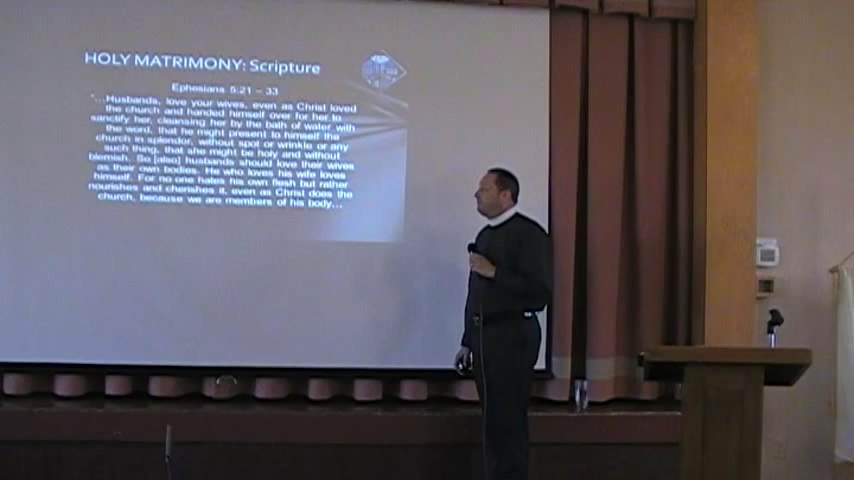 HOLY MATRIMONY: Scripture
Ephesians 5:21 – 33
"...Husbands, love your wives, even as Christ loved
the church and handed himself over for her to
sanctify her, cleansing her by the bath of water with
the word, that he might present to himself the
church in splendor, without spot or wrinkle or any
such thing, that she might be holy and without
blemish. So [also] husbands should love their wives
as their own bodies. He who loves his wife loves
himself. For no one hates his own flesh but rather
nourishes and cherishes it, even as Christ does the
church, because we are members of his body...